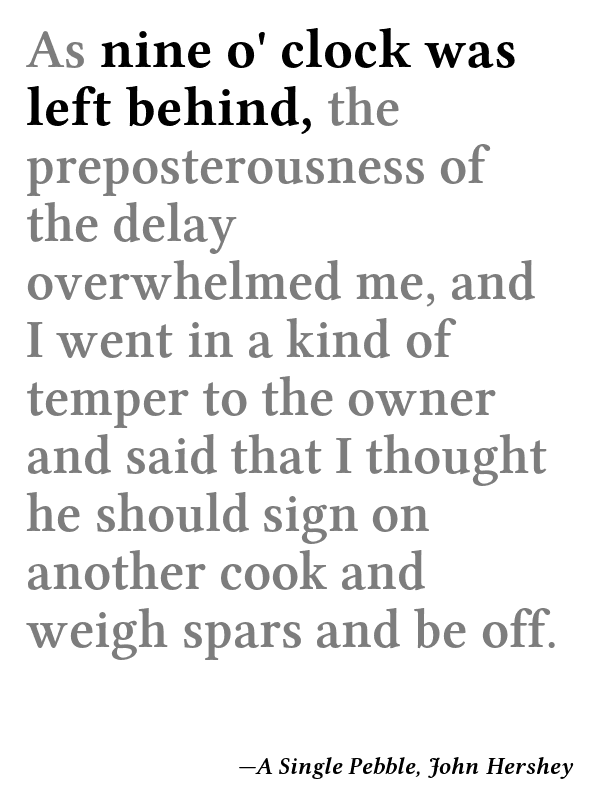 As nine o' clock was
left behind, the
preposterousness of
the delay
overwhelmed me, and
I went in a kind of
temper to the owner
and said that I thought
he should sign on
another cook and
weigh spars and be off.
—A Single Pebble, John Hershey